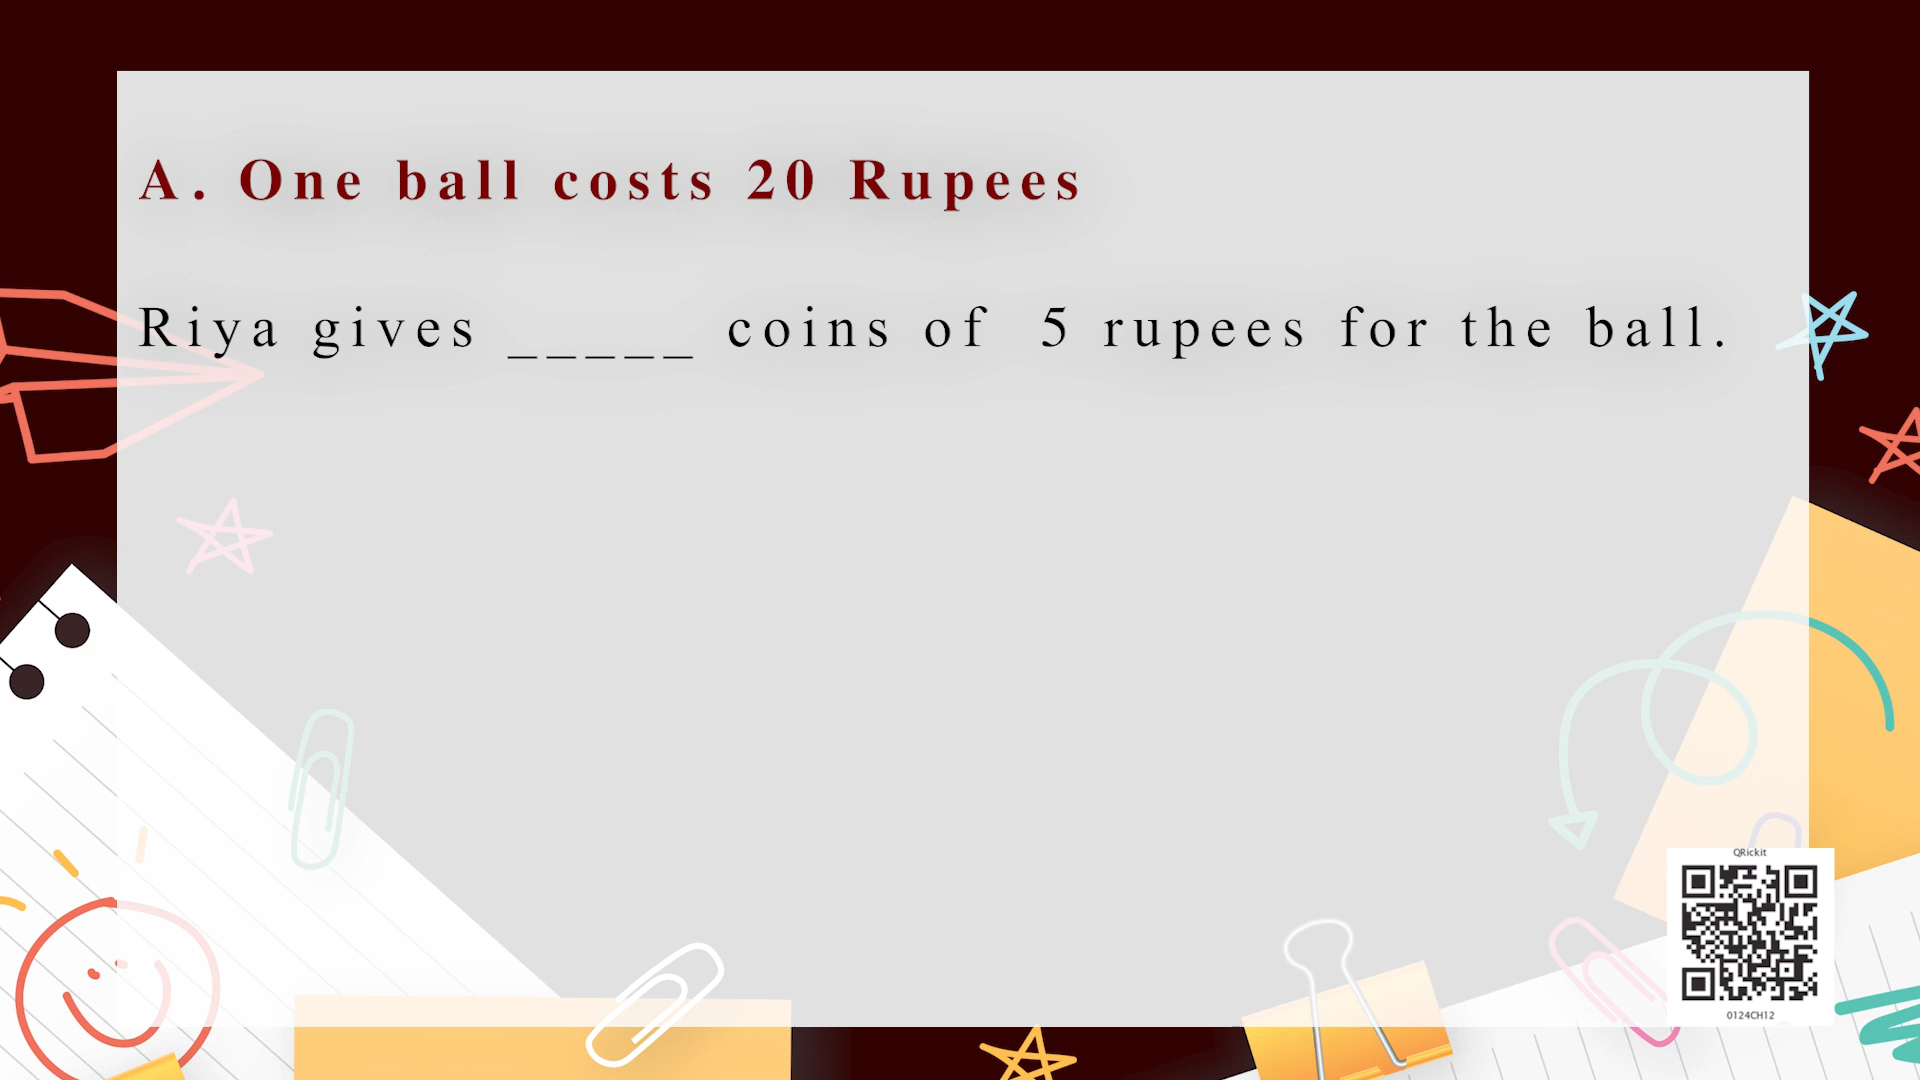 A. One ball costs 20 Rupees
Riya gives _____ coins of 5 rupees for the ball.
QRickit
0124CH12